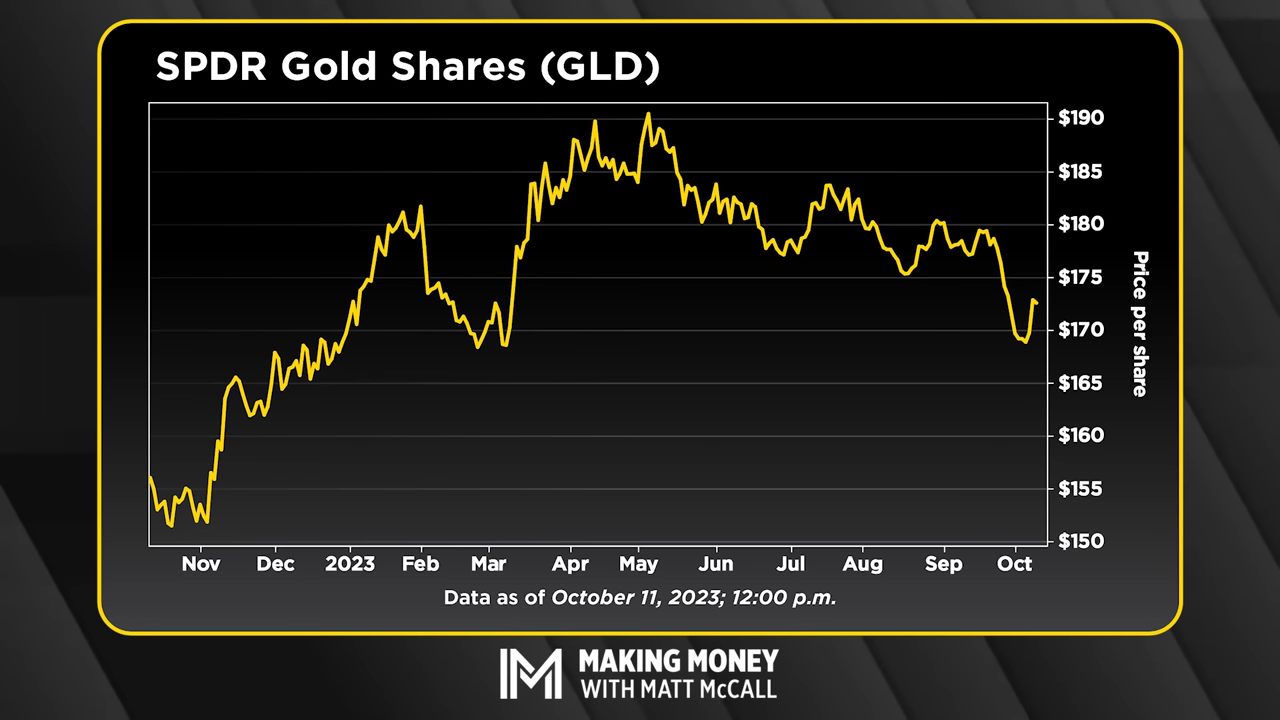 SPDR Gold Shares (GLD)
$190
$185
$180
$175
$170
$165
$160
$155
$150
Price per share
Nov Dec 2023 Feb Mar Apr May Jun Jul Aug Sep Oct
Data as of October 11, 2023; 12:00 p.m.
MAKING MONEY
WITH MATT McCALL